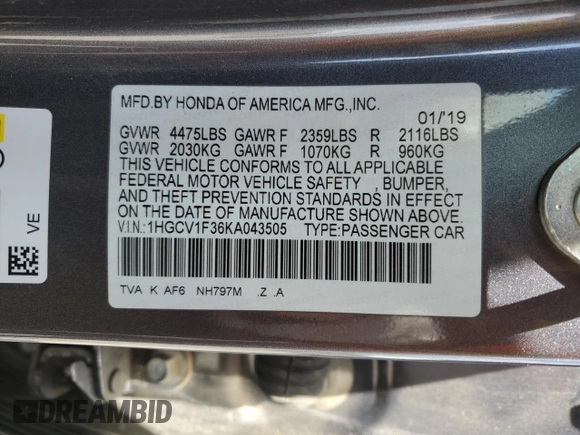 MFD.BY HONDA OF AMERICA MFG.,INC.
01/'19
GVWR 4475LBS GAWR F 2359LBS R 2116LBS
GVWR 2030KG GAWR F 1070KG R 960KG
THIS VEHICLE CONFORMS TO ALL APPLICABLE
FEDERAL MOTOR VEHICLE SAFETY , BUMPER,
AND THEFT PREVENTION STANDARDS IN EFFECT
ON THE DATE OF MANUFACTURE SHOWN ABOVE.
V.I.N.:1HGCV1F36KA043505 TYPE:PASSENGER CAR
TVA K AF6 NH797M .Z .A
VE
DREAMBID